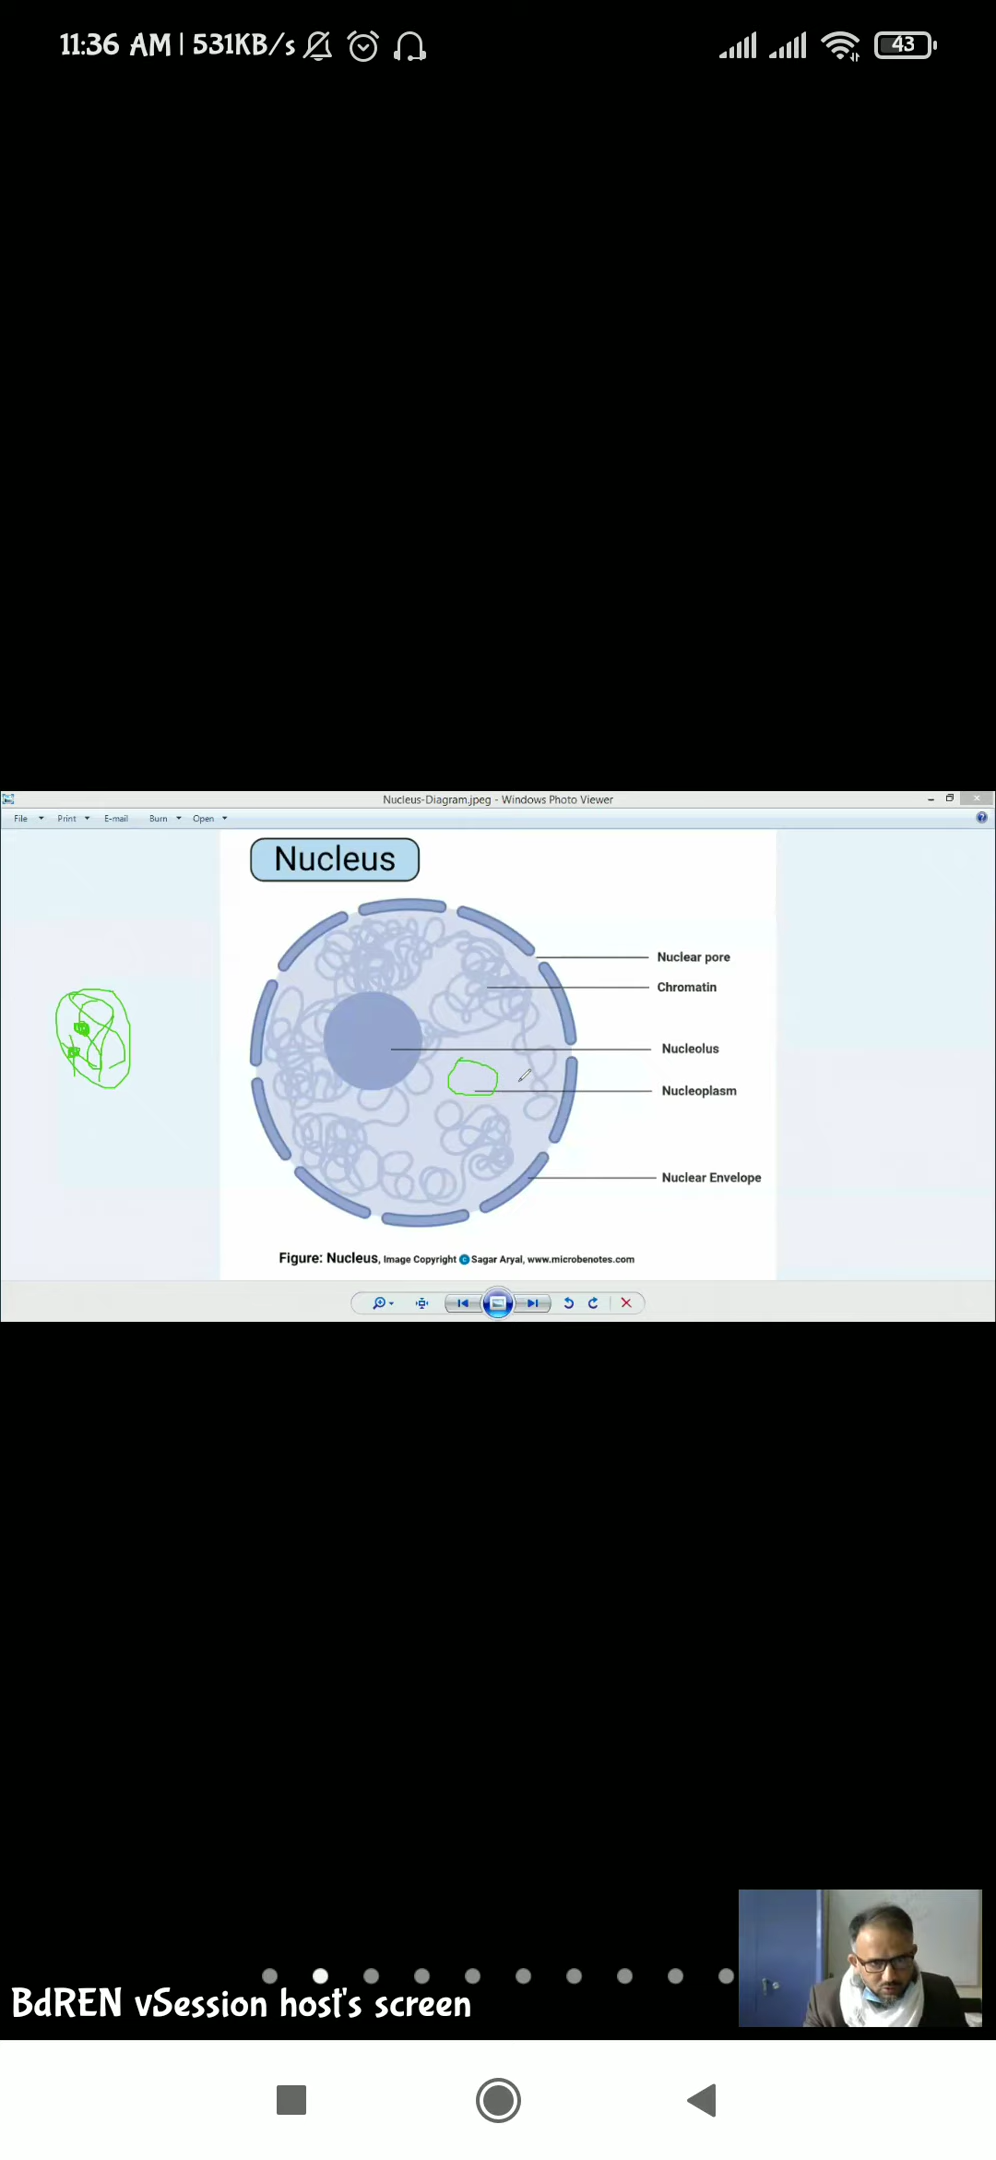 11:36 AM | 531KB/s
43
Nucleus-Diagram.jpeg - Windows Photo Viewer
File Print E-mail Burn Open
Nucleus
Nuclear pore
Chromatin
Nucleolus
Nucleoplasm
Nuclear Envelope
Figure: Nucleus, Image Copyright © Sagar Aryal, www.microbenotes.com
BdREN vSession host's screen